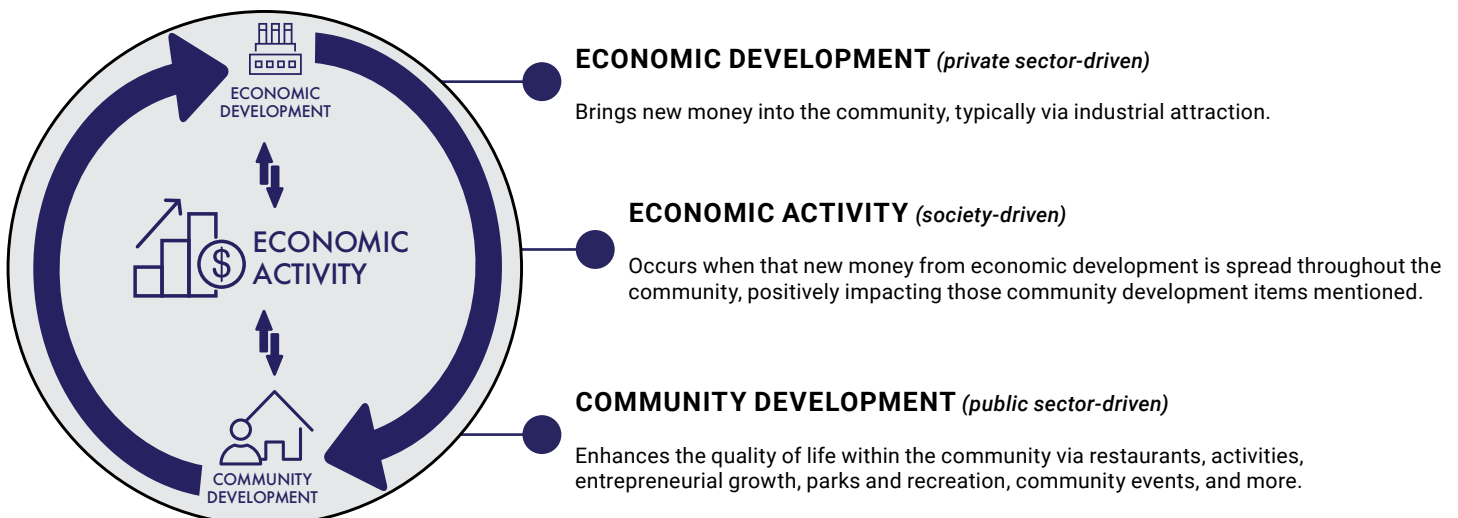 ECONOMIC
DEVELOPMENT
$
ECONOMIC
ACTIVITY
COMMUNITY
DEVELOPMENT
ECONOMIC DEVELOPMENT (private sector-driven)
Brings new money into the community, typically via industrial attraction.
ECONOMIC ACTIVITY (society-driven)
Occurs when that new money from economic development is spread throughout the
community, positively impacting those community development items mentioned.
COMMUNITY DEVELOPMENT (public sector-driven)
Enhances the quality of life within the community via restaurants, activities,
entrepreneurial growth, parks and recreation, community events, and more.